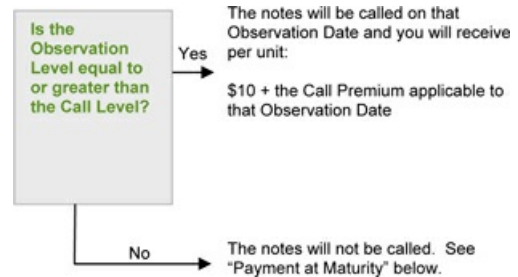 Is the
Observation
Level equal to
or greater than
the Call Level?
Yes
The notes will be called on that
Observation Date and you will receive
per unit:
$10 + the Call Premium applicable to
that Observation Date
No
The notes will not be called.  See
“Payment at Maturity” below.